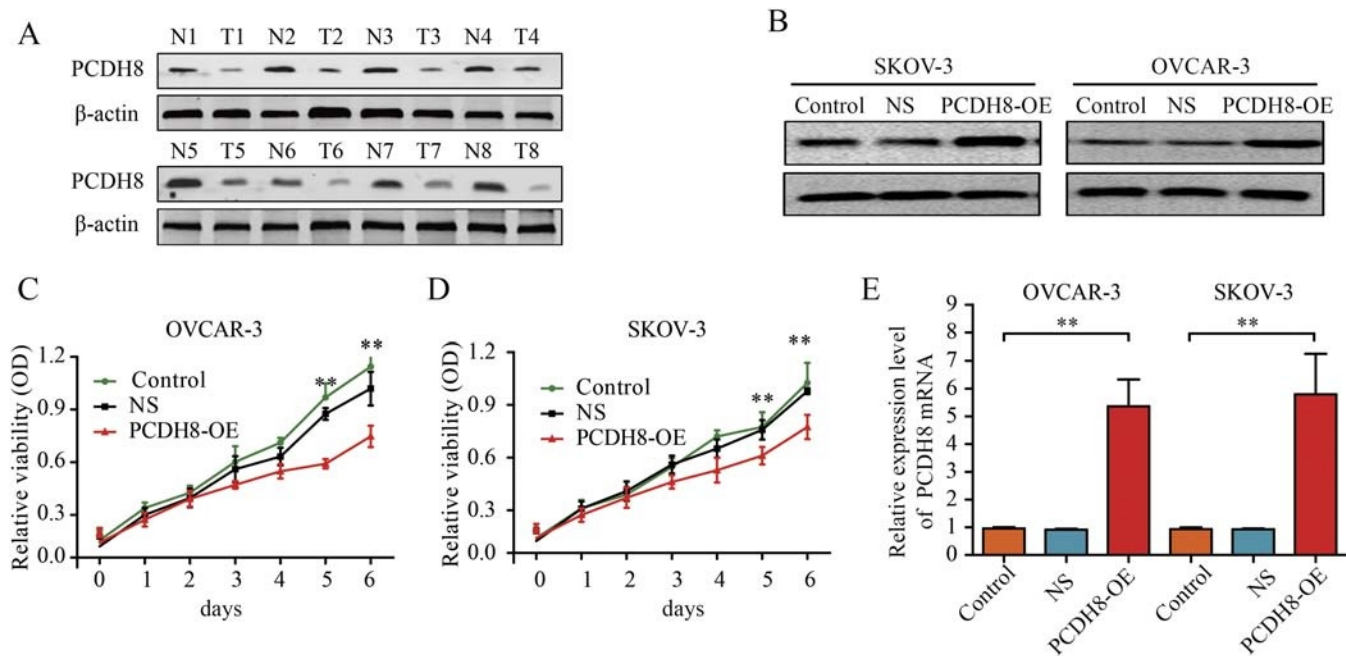 A
N1 T1 N2 T2 N3 T3 N4 T4
PCDH8
β-actin
N5 T5 N6 T6 N7 T7 N8 T8
PCDH8
β-actin
B
SKOV-3
OVCAR-3
Control NS PCDH8-OE
Control NS PCDH8-OE
C
OVCAR-3
Relative viability (OD)
1.2
0.9
0.6
0.3
0.0
Control
NS
PCDH8-OE
**
**
0 1 2 3 4 5 6
days
D
SKOV-3
Relative viability (OD)
1.2
0.9
0.6
0.3
0.0
Control
NS
PCDH8-OE
**
**
0 1 2 3 4 5 6
days
E
OVCAR-3
SKOV-3
Relative expression level
of PCDH8 mRNA
9
8
7
6
5
4
3
2
1
0
**
**
Control
NS
PCDH8-OE
Control
NS
PCDH8-OE